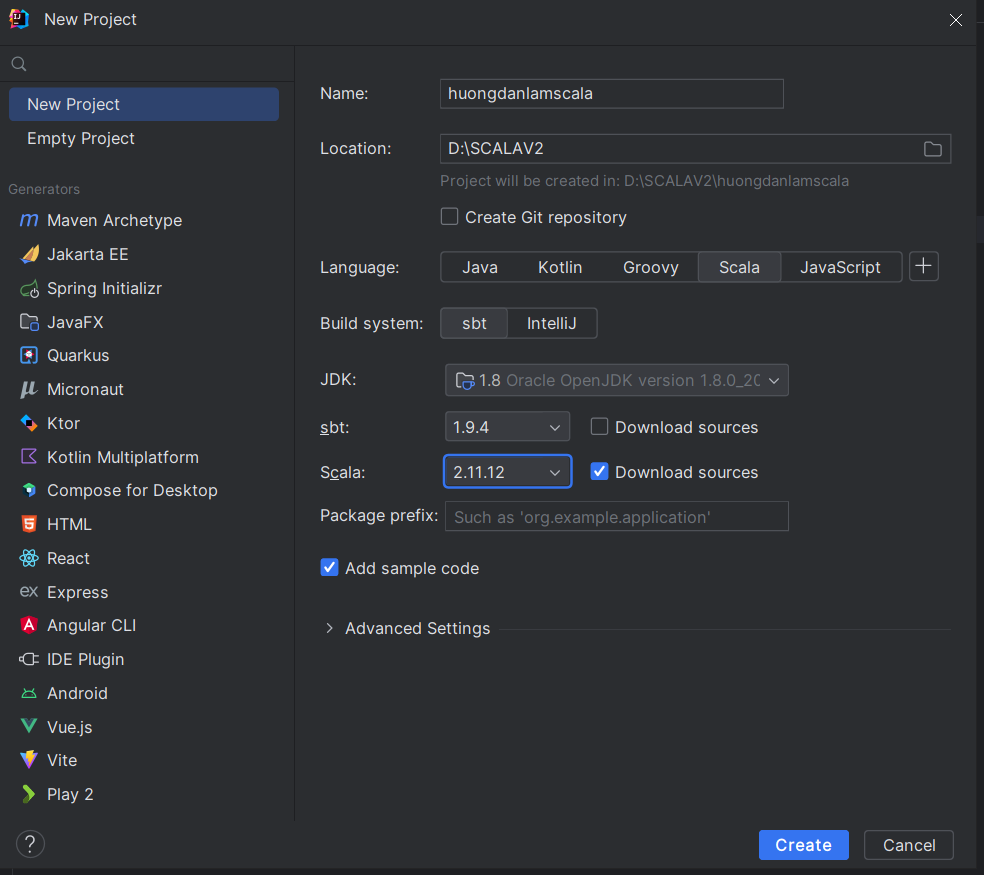 New Project
New Project
Empty Project
Generators
Maven Archetype
Jakarta EE
Spring Initializr
JavaFX
Quarkus
Micronaut
Ktor
Kotlin Multiplatform
Compose for Desktop
HTML
React
Express
Angular CLI
IDE Plugin
Android
Vue.js
Vite
Play 2
?
Name: huongdanlamscala
Location: D:\SCALAV2
Project will be created in: D:\SCALAV2\huongdanlamscala
Create Git repository
Language: Java Kotlin Groovy Scala JavaScript +
Build system: sbt IntelliJ
JDK: 1.8 Oracle OpenJDK version 1.8.0_20
sbt: 1.9.4 Download sources
Scala: 2.11.12 Download sources
Package prefix: Such as 'org.example.application'
Add sample code
Advanced Settings
Create Cancel